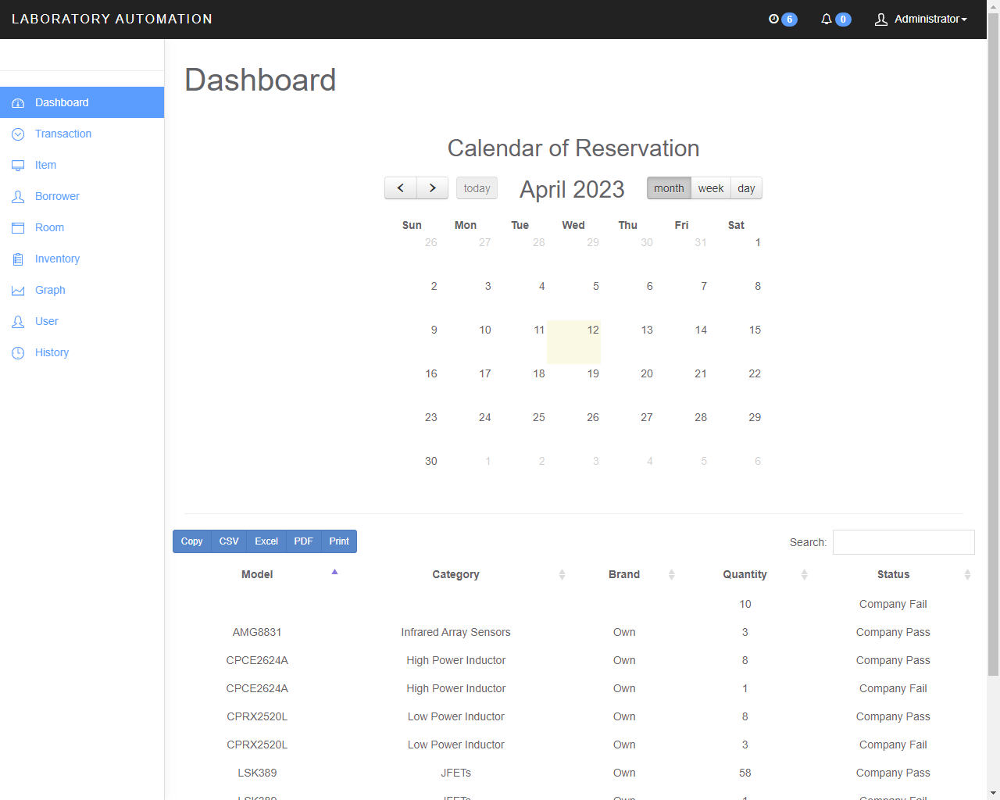 LABORATORY AUTOMATION
6
0
Administrator
Dashboard
Transaction
Item
Borrower
Room
Inventory
Graph
User
History
Dashboard
Calendar of Reservation
today
April 2023
month week day
Sun Mon Tue Wed Thu Fri Sat
26 27 28 29 30 31 1
2 3 4 5 6 7 8
9 10 11 12 13 14 15
16 17 18 19 20 21 22
23 24 25 26 27 28 29
30 1 2 3 4 5 6
Copy CSV Excel PDF Print
Search:
Model Category Brand Quantity Status
10 Company Fail
AMG8831 Infrared Array Sensors Own 3 Company Pass
CPCE2624A High Power Inductor Own 8 Company Pass
CPCE2624A High Power Inductor Own 1 Company Fail
CPRX2520L Low Power Inductor Own 8 Company Pass
CPRX2520L Low Power Inductor Own 3 Company Fail
LSK389 JFETs Own 58 Company Pass
LSK389 JFETs Own 1 Company Fail